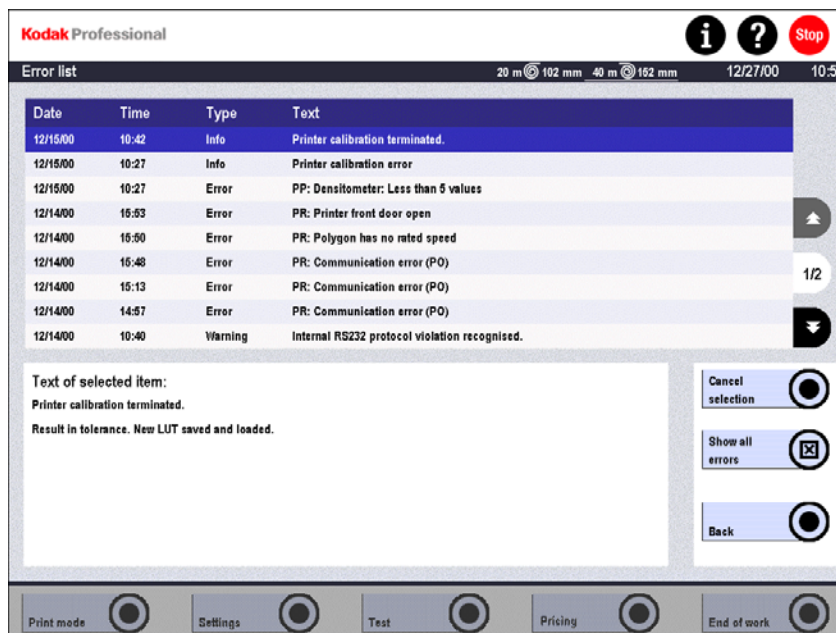 Kodak Professional
i ? Stop
Error list 20 m 102 mm 40 m 152 mm 12/27/00 10:5
Date Time Type Text
12/15/00 10:42 Info Printer calibration terminated.
12/15/00 10:27 Info Printer calibration error
12/15/00 10:27 Error PP: Densitometer: Less than 5 values
12/14/00 15:53 Error PR: Printer front door open
12/14/00 15:50 Error PR: Polygon has no rated speed
12/14/00 15:48 Error PR: Communication error (PO)
12/14/00 15:13 Error PR: Communication error (PO)
12/14/00 14:57 Error PR: Communication error (PO)
12/14/00 10:40 Warning Internal RS232 protocol violation recognised.
1/2
Text of selected item:
Printer calibration terminated.
Result in tolerance. New LUT saved and loaded.
Cancel
selection
Show all
errors
Back
Print mode Settings Test Pricing End of work